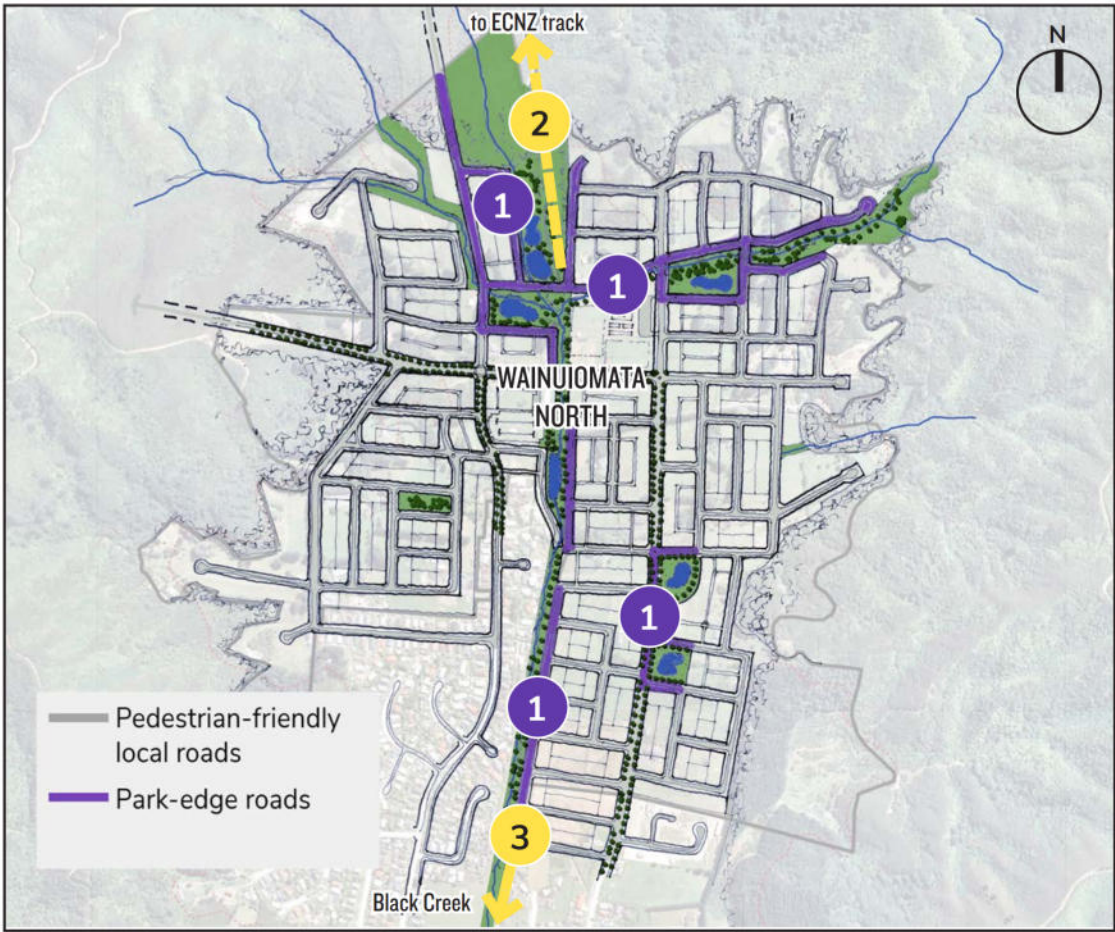 to ECNZ track
N
2
1
1
WAINUIOMATA
NORTH
1
1
Pedestrian-friendly
local roads
Park-edge roads
3
Black Creek